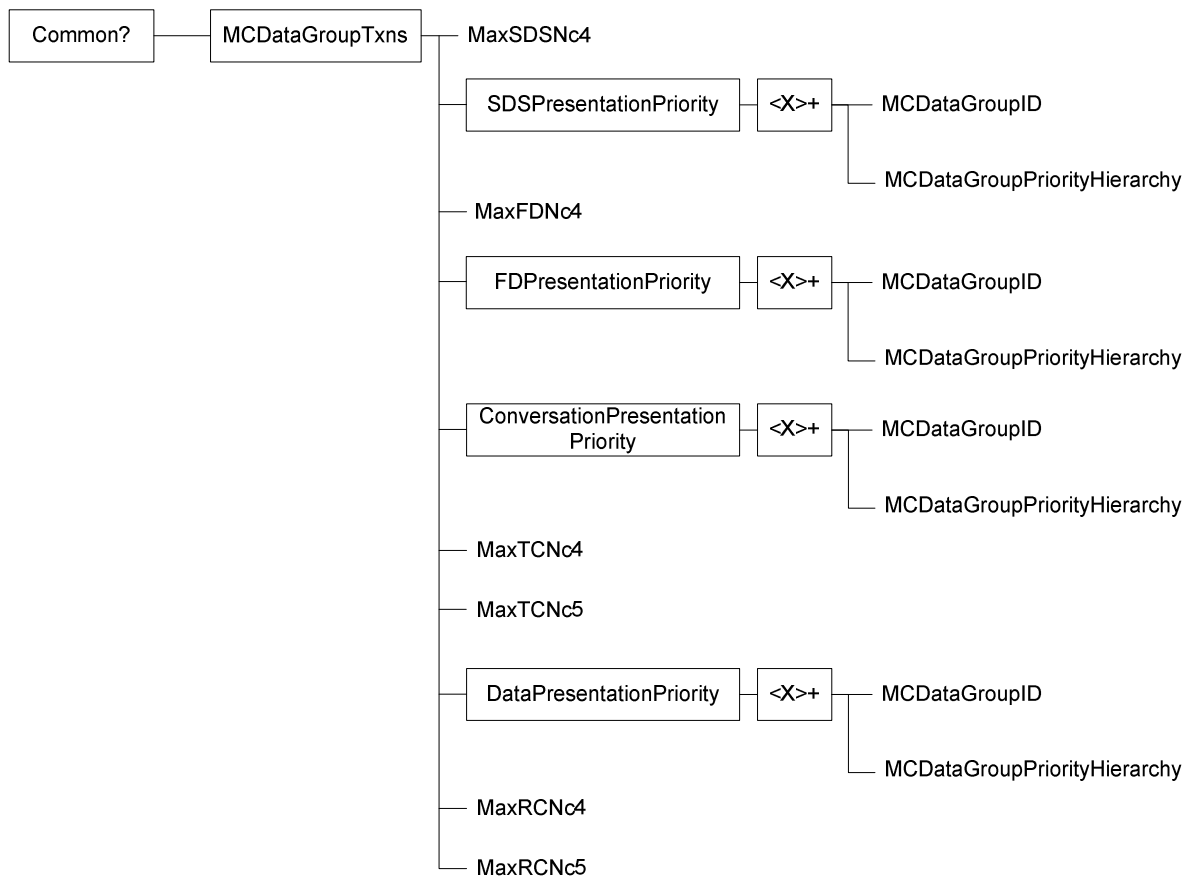 Common?
MCDataGroupTxns
MaxSDSNc4
SDSPresentationPriority
<X>+
MCDataGroupID
MCDataGroupPriorityHierarchy
MaxFDNc4
FDPresentationPriority
<X>+
MCDataGroupID
MCDataGroupPriorityHierarchy
ConversationPresentation
Priority
<X>+
MCDataGroupID
MCDataGroupPriorityHierarchy
MaxTCNc4
MaxTCNc5
DataPresentationPriority
<X>+
MCDataGroupID
MCDataGroupPriorityHierarchy
MaxRCNc4
MaxRCNc5